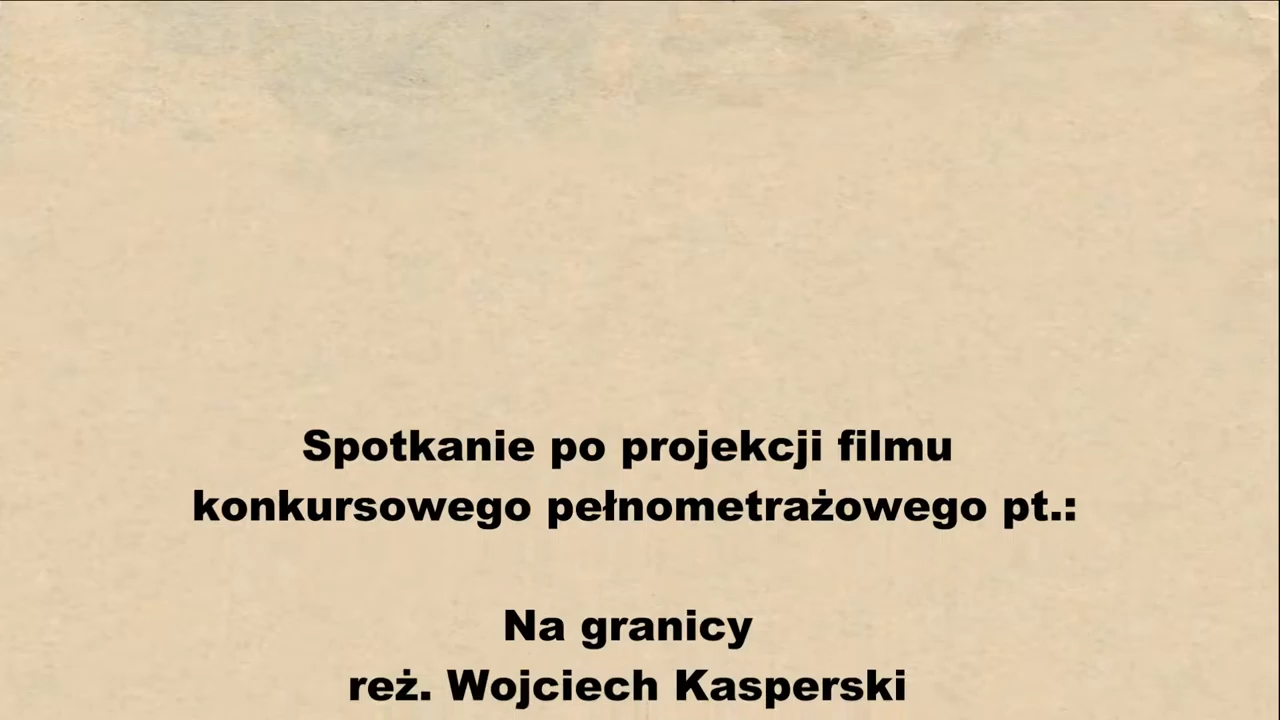 Spotkanie po projekcji filmu
konkursowego pełnometrażowego pt.:
Na granicy
reż. Wojciech Kasperski